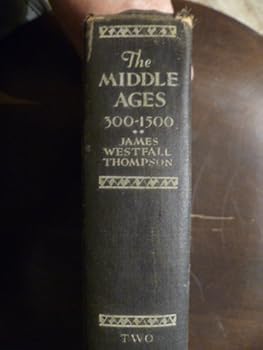 The
MIDDLE
AGES
300-1500
**
JAMES
WESTFALL
THOMPSON
TWO